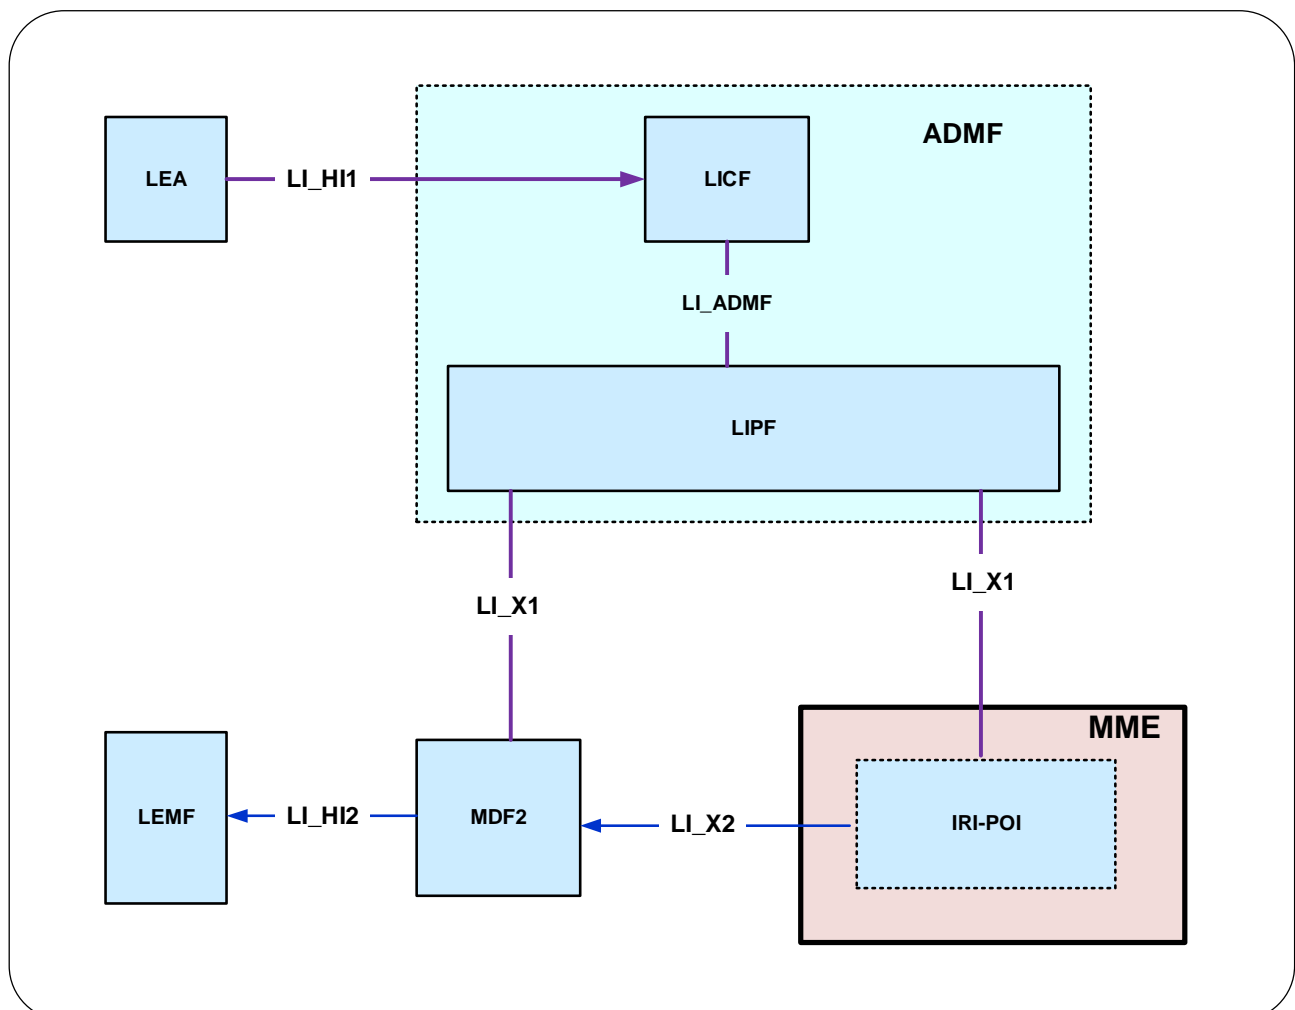 ADMF
LEA
LI_HI1
LICF
LI_ADMF
LIPF
LI_X1
LI_X1
MME
LEMF
LI_HI2
MDF2
LI_X2
IRI-POI